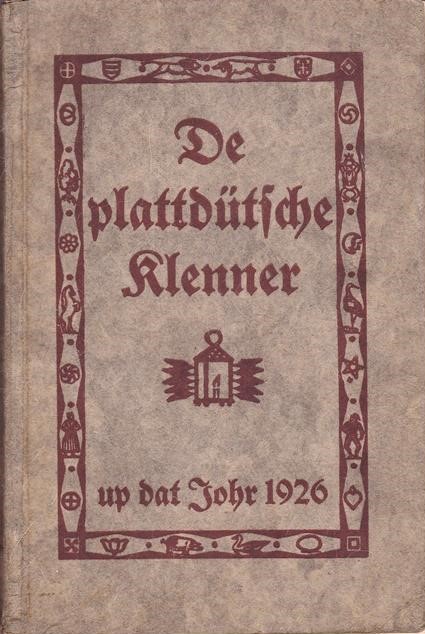 De
plattdütſche
Klenner
up dat Johr 1926